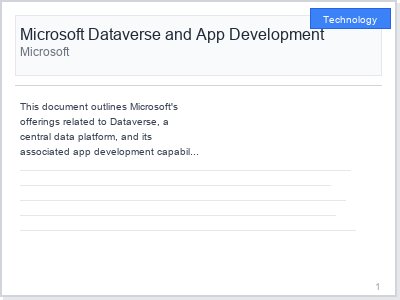 Technology
Microsoft Dataverse and App Development
Microsoft
This document outlines Microsoft's
offerings related to Dataverse, a
central data platform, and its
associated app development capabil...
1